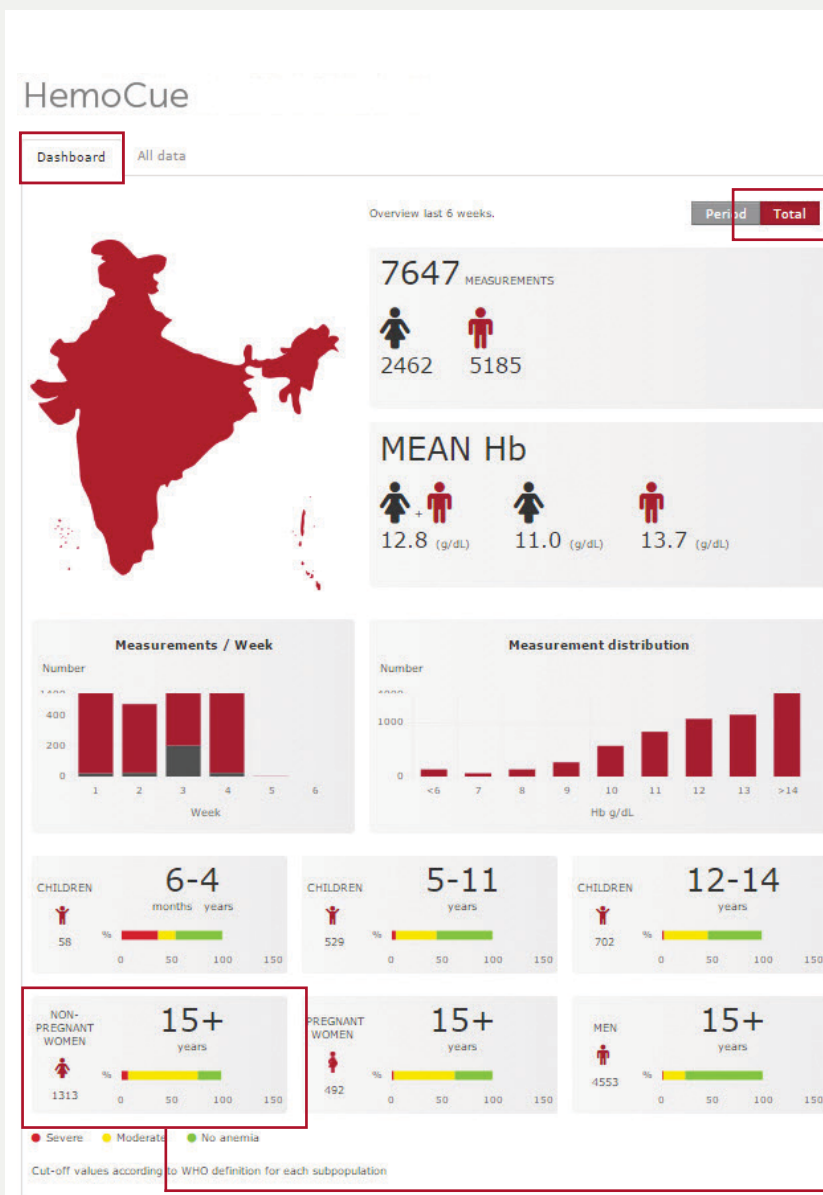 HemoCue
Dashboard All data
Overview last 6 weeks.
Period Total
7647 MEASUREMENTS
2462 5185
MEAN Hb
+
12.8 (g/dL) 11.0 (g/dL) 13.7 (g/dL)
Measurements / Week
Number
400
200
0
1 2 3 4 5 6
Week
Measurement distribution
Number
1000
0
<6 7 8 9 10 11 12 13 >14
Hb g/dL
CHILDREN
6-4
months years
58
%
0 50 100 150
CHILDREN
5-11
years
529
%
0 50 100 150
CHILDREN
12-14
years
702
%
0 50 100 150
NON-
PREGNANT
WOMEN
15+
years
1313
%
0 50 100 150
PREGNANT
WOMEN
15+
years
492
%
0 50 100 150
MEN
15+
years
4553
%
0 50 100 150
Severe Moderate No anemia
Cut-off values according to WHO definition for each subpopulation